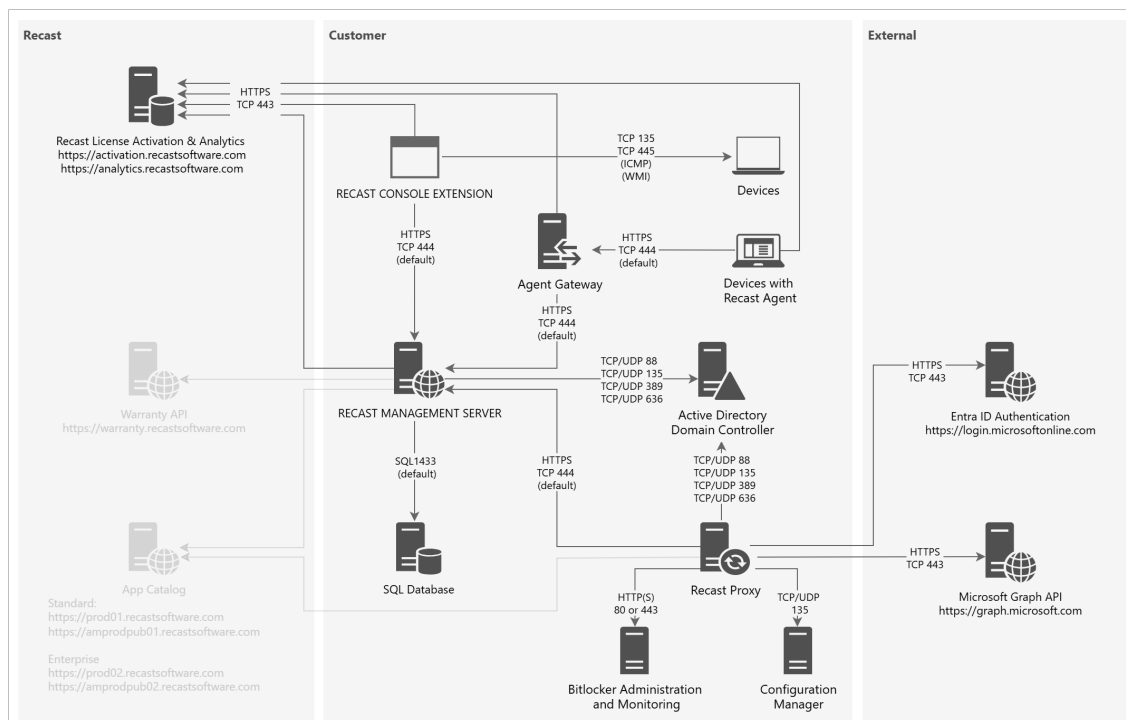 Recast
Customer
External
HTTPS
TCP 443
Recast License Activation & Analytics
https://activation.recastsoftware.com
https://analytics.recastsoftware.com
RECAST CONSOLE EXTENSION
TCP 135
TCP 445
(ICMP)
(WMI)
Devices
HTTPS
TCP 444
(default)
Agent Gateway
HTTPS
TCP 444
(default)
Devices with
Recast Agent
HTTPS
TCP 444
(default)
Warranty API
https://warranty.recastsoftware.com
RECAST MANAGEMENT SERVER
TCP/UDP 88
TCP/UDP 135
TCP/UDP 389
TCP/UDP 636
Active Directory
Domain Controller
HTTPS
TCP 443
Entra ID Authentication
https://login.microsoftonline.com
SQL1433
(default)
HTTPS
TCP 444
(default)
TCP/UDP 88
TCP/UDP 135
TCP/UDP 389
TCP/UDP 636
App Catalog
Standard:
https://prod01.recastsoftware.com
https://amprodpub01.recastsoftware.com
Enterprise
https://prod02.recastsoftware.com
https://amprodpub02.recastsoftware.com
SQL Database
Recast Proxy
HTTPS
TCP 443
Microsoft Graph API
https://graph.microsoft.com
HTTP(S)
80 or 443
TCP/UDP
135
Bitlocker Administration
and Monitoring
Configuration
Manager